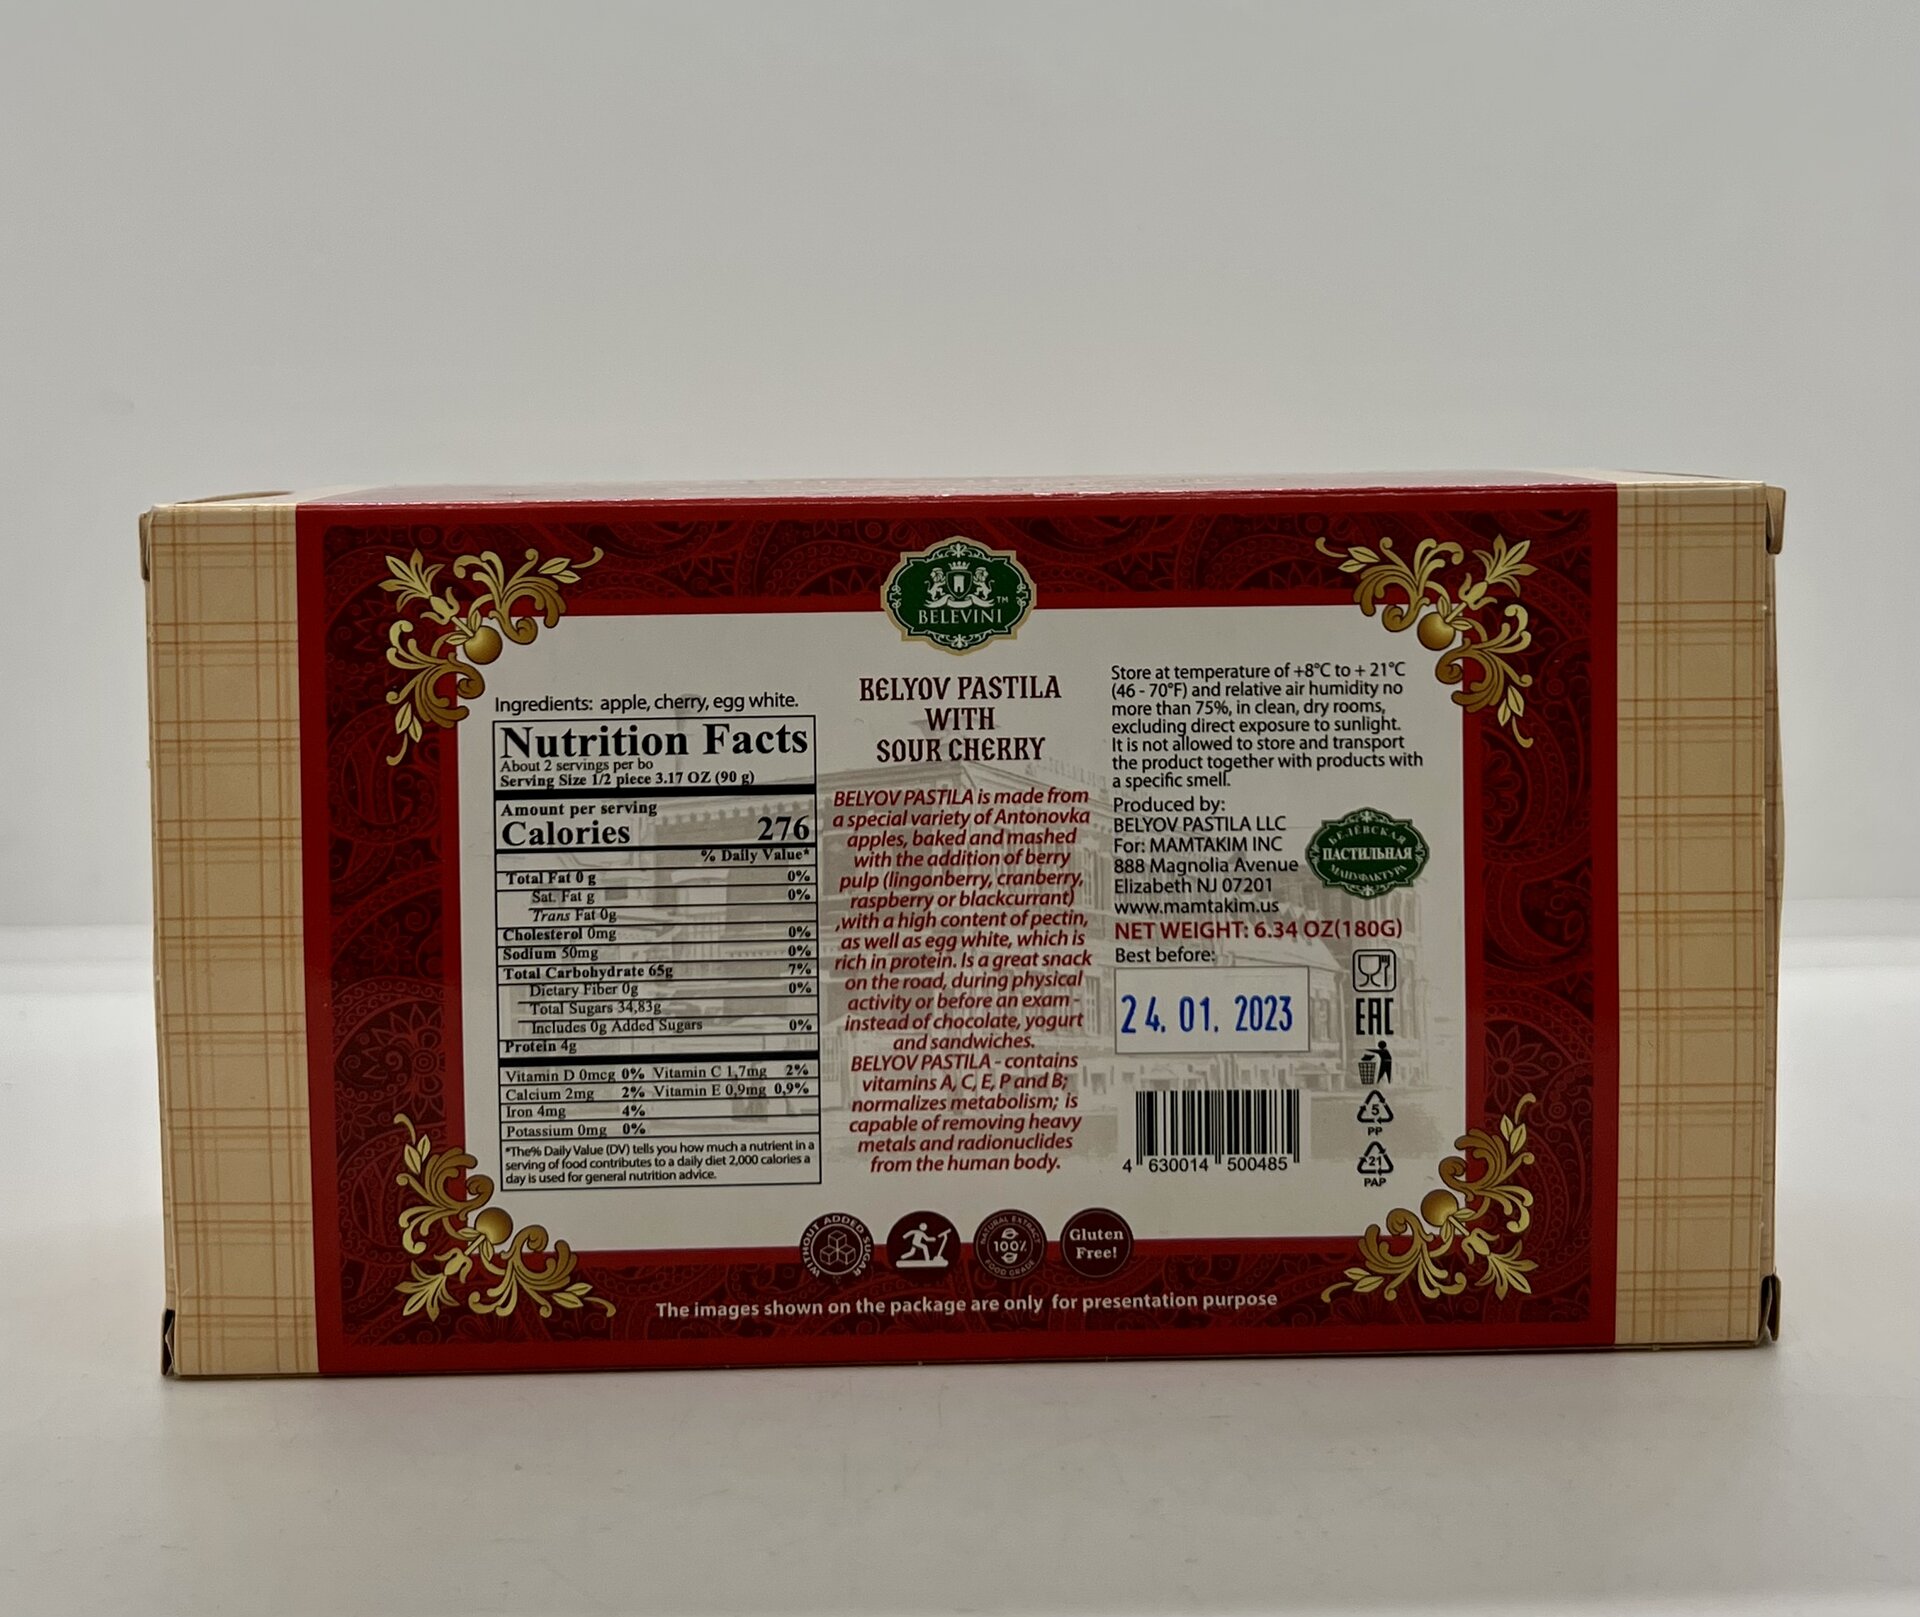 BELEVINI™
Ingredients: apple, cherry, egg white.
Nutrition Facts
About 2 servings per bo
Serving Size 1/2 piece 3.17 OZ (90 g)
Amount per serving
Calories 276
% Daily Value*
Total Fat 0 g 0%
Sat. Fat g 0%
Trans Fat 0g
Cholesterol 0mg 0%
Sodium 50mg 0%
Total Carbohydrate 65g 7%
Dietary Fiber 0g 0%
Total Sugars 34,83g
Includes 0g Added Sugars 0%
Protein 4g
Vitamin D 0mcg 0% Vitamin C 1,7mg 2%
Calcium 2mg 2% Vitamin E 0,9mg 0,9%
Iron 4mg 4%
Potassium 0mg 0%
*The% Daily Value (DV) tells you how much a nutrient in a
serving of food contributes to a daily diet 2,000 calories a
day is used for general nutrition advice.
BELYOV PASTILA
WITH
SOUR CHERRY
BELYOV PASTILA is made from
a special variety of Antonovka
apples, baked and mashed
with the addition of berry
pulp (lingonberry, cranberry,
raspberry or blackcurrant)
,with a high content of pectin,
as well as egg white, which is
rich in protein. Is a great snack
on the road, during physical
activity or before an exam -
instead of chocolate, yogurt
and sandwiches.
BELYOV PASTILA - contains
vitamins A, C, E, P and B;
normalizes metabolism; is
capable of removing heavy
metals and radionuclides
from the human body.
Store at temperature of +8°C to + 21°C
(46 - 70°F) and relative air humidity no
more than 75%, in clean, dry rooms,
excluding direct exposure to sunlight.
It is not allowed to store and transport
the product together with products with
a specific smell.
Produced by:
BELYOV PASTILA LLC
For: MAMTAKIM INC
888 Magnolia Avenue
Elizabeth NJ 07201
www.mamtakim.us
БЕЛЁВСКАЯ
ПАСТИЛЬНАЯ
МАНУФАКТУРА
NET WEIGHT: 6.34 OZ(180G)
Best before:
24. 01. 2023
EAC
5
PP
21
PAP
4 630014 500485
WITHOUT ADDED SUGAR
NATURAL EXTRACT
100%
FOOD GRADE
Gluten
Free!
The images shown on the package are only for presentation purpose